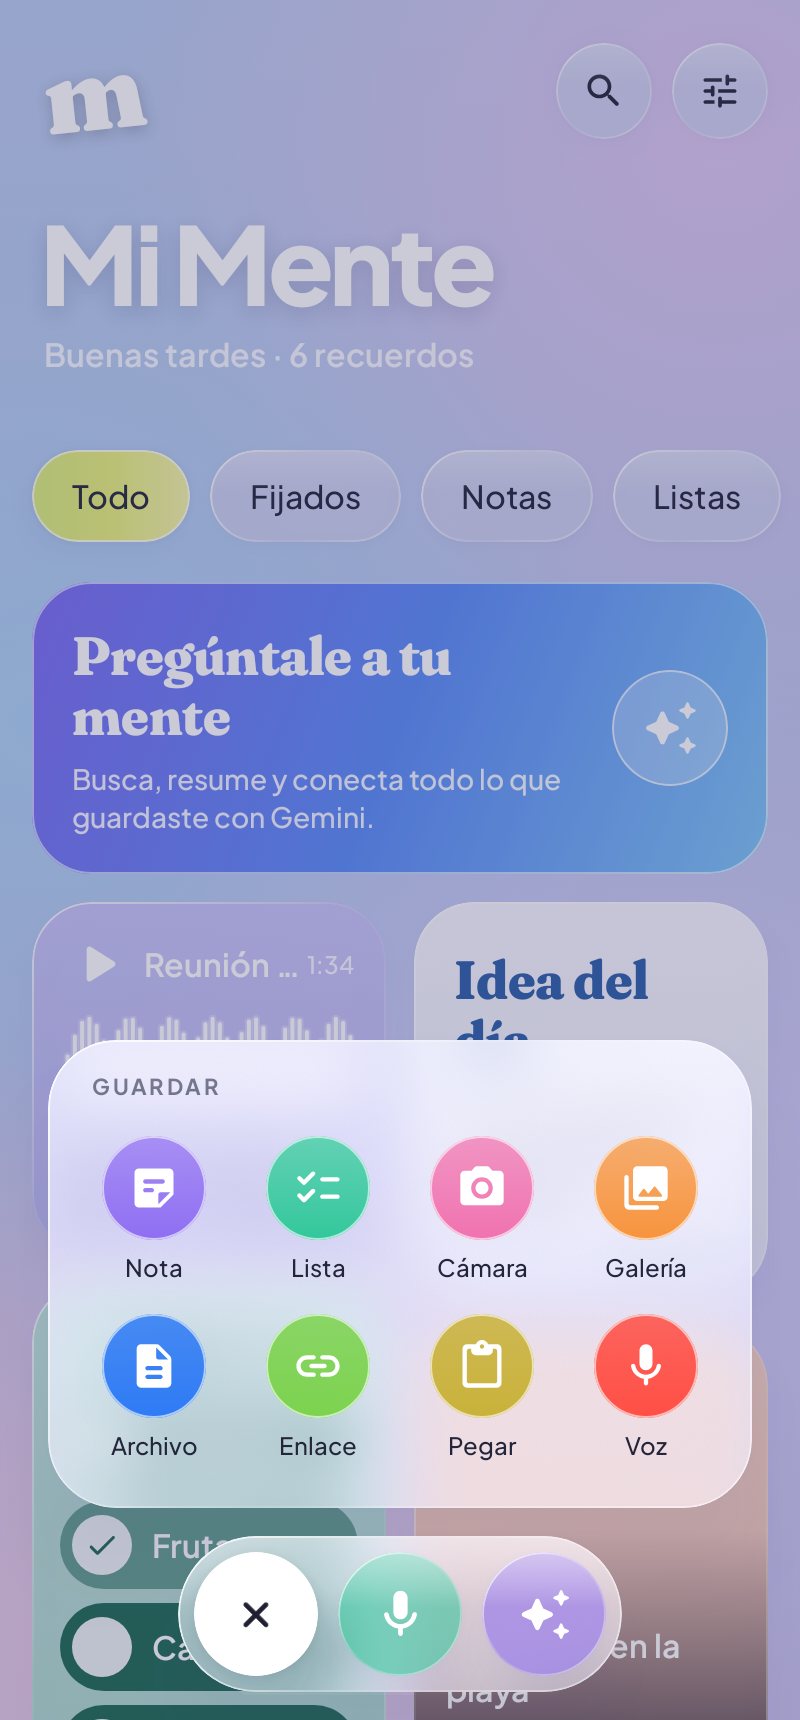 m
Mi Mente
Buenas tardes · 6 recuerdos
Todo
Fijados
Notas
Listas
Pregúntale a tu
mente
Busca, resume y conecta todo lo que
guardaste con Gemini.
Reunión ... 1:34
Idea del
día
GUARDAR
Nota
Lista
Cámara
Galería
Archivo
Enlace
Pegar
Voz
en la
playa